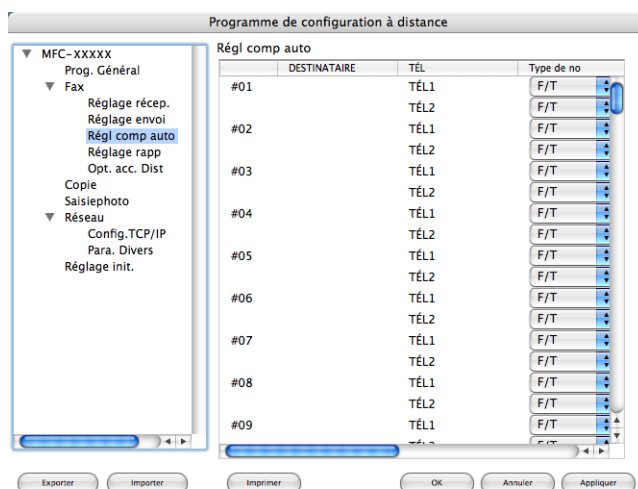 Programme de configuration à distance
MFC-XXXXX
Prog. Général
Fax
Réglage récep.
Réglage envoi
Régl comp auto
Réglage rapp
Opt. acc. Dist
Copie
Saisiephoto
Réseau
Config.TCP/IP
Para. Divers
Réglage init.
Régl comp auto
DESTINATAIRE TÉL Type de no
#01 TÉL1 F/T
TÉL2 F/T
#02 TÉL1 F/T
TÉL2 F/T
#03 TÉL1 F/T
TÉL2 F/T
#04 TÉL1 F/T
TÉL2 F/T
#05 TÉL1 F/T
TÉL2 F/T
#06 TÉL1 F/T
TÉL2 F/T
#07 TÉL1 F/T
TÉL2 F/T
#08 TÉL1 F/T
TÉL2 F/T
#09 TÉL1 F/T
TÉL2 F/T
Exporter Importer Imprimer OK Annuler Appliquer